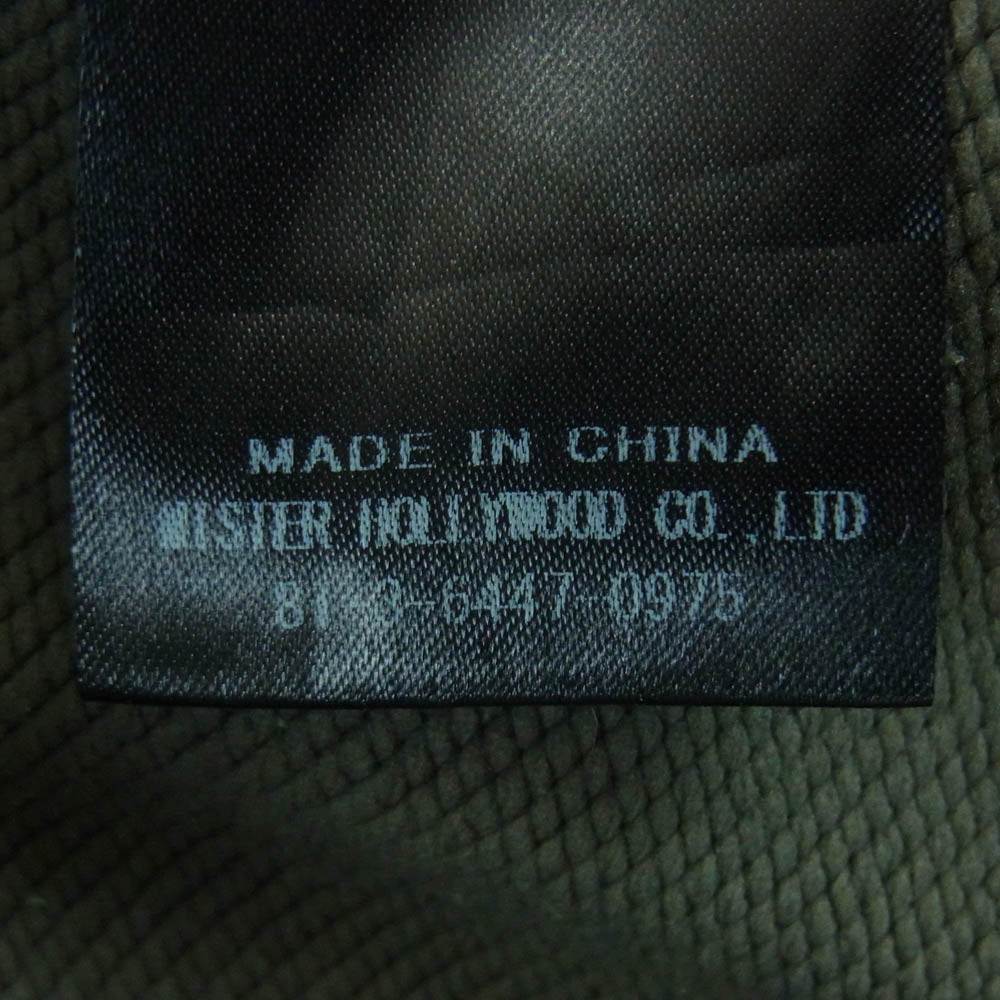 MADE IN CHINA
MISTER HOLLYWOOD CO.,LTD
81-3-6447-0975